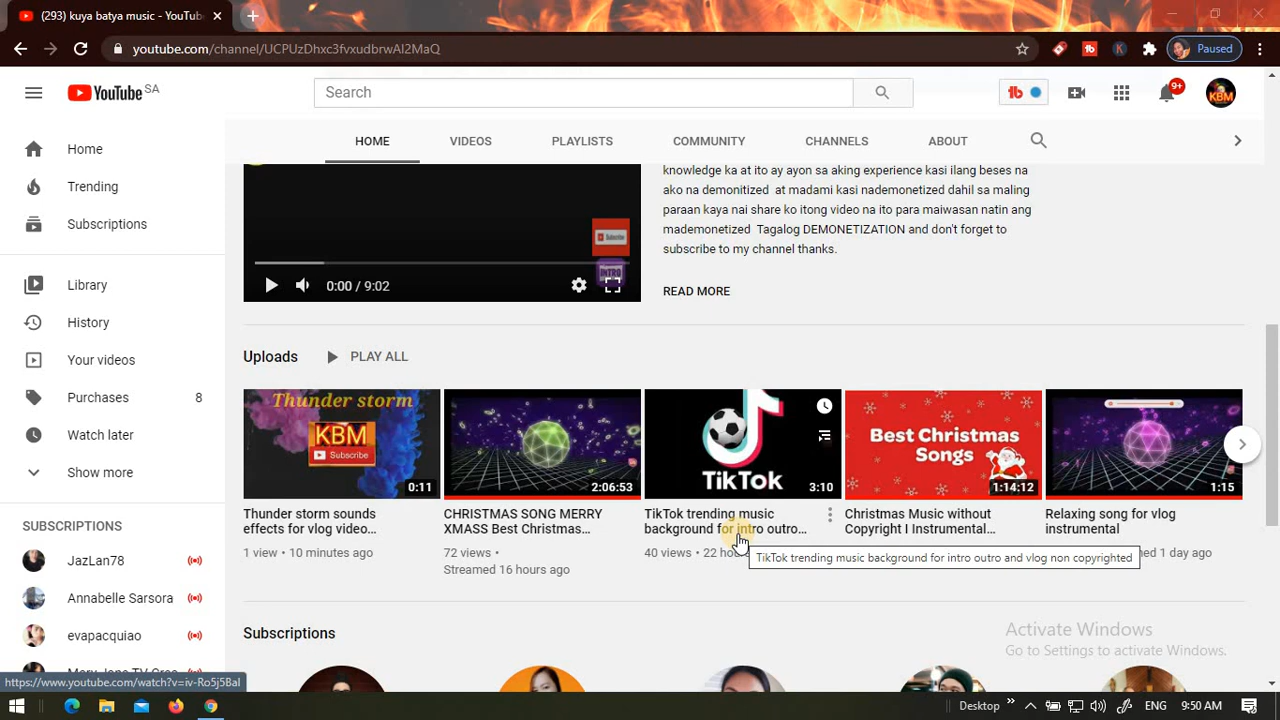 (293) kuya batya music - YouTub
youtube.com/channel/UCPUzDhxc3fvxudbrwAI2MaQ
Paused
YouTube SA
Search
9+
KBM
Home
Trending
Subscriptions
Library
History
Your videos
Purchases 8
Watch later
Show more
SUBSCRIPTIONS
JazLan78
Annabelle Sarsora
evapacquiao
HOME VIDEOS PLAYLISTS COMMUNITY CHANNELS ABOUT
Subscribe
INTRO
0:00 / 9:02
knowledge ka at ito ay ayon sa aking experience kasi ilang beses na
ako na demonitized at madami kasi nademonetized dahil sa maling
paraan kaya nai share ko itong video na ito para maiwasan natin ang
mademonetized Tagalog DEMONETIZATION and don't forget to
subscribe to my channel thanks.
READ MORE
Uploads PLAY ALL
Thunder storm
KBM
Subscribe
0:11
Thunder storm sounds
effects for vlog video...
1 view • 10 minutes ago
2:06:53
CHRISTMAS SONG MERRY
XMASS Best Christmas...
72 views •
Streamed 16 hours ago
TikTok
3:10
TikTok trending music
background for intro outro...
40 views • 22
TikTok trending music background for intro outro and vlog non copyrighted
Best Christmas
Songs
1:14:12
Christmas Music without
Copyright I Instrumental...
1:15
Relaxing song for vlog
instrumental
1 day ago
Subscriptions
Activate Windows
Go to Settings to activate Windows.
https://www.youtube.com/watch?v=iv-Ro5j5BaI
Desktop
ENG
9:50 AM